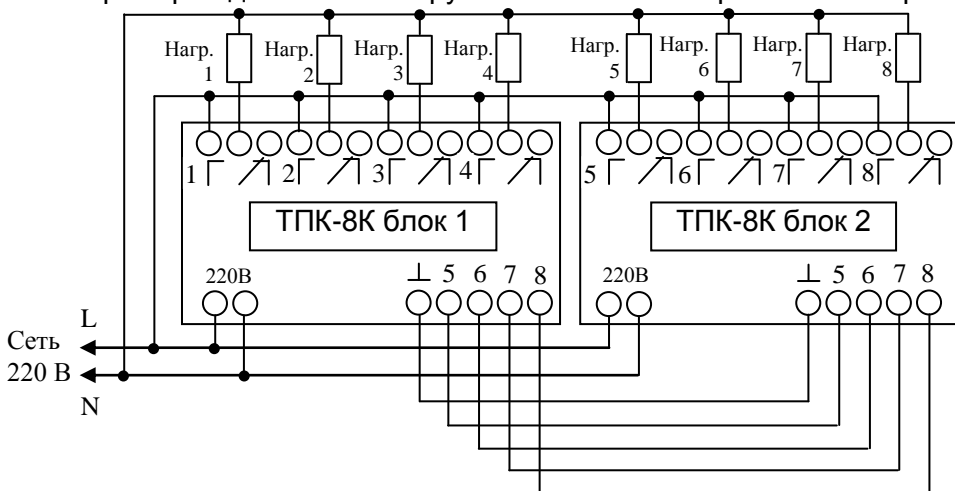 Нагр. 1
Нагр. 2
Нагр. 3
Нагр. 4
Нагр. 5
Нагр. 6
Нагр. 7
Нагр. 8
1 2 3 4 5 6 7 8
ТПК-8К блок 1
ТПК-8К блок 2
220В ⊥ 5 6 7 8
220В ⊥ 5 6 7 8
L
Сеть
220 В
N